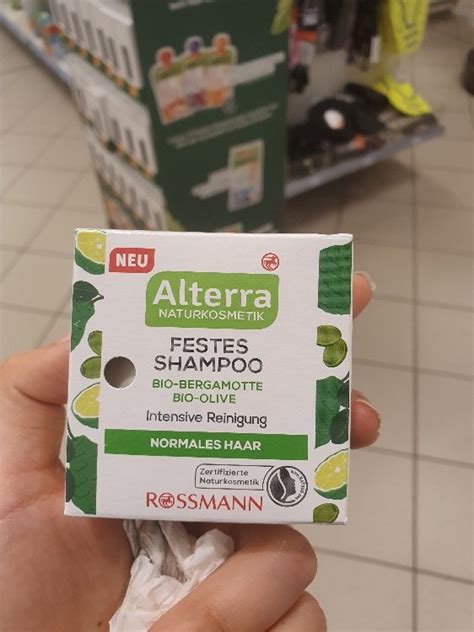 NEU
Alterra
NATURKOSMETIK
FESTES
SHAMPOO
BIO-BERGAMOTTE
BIO-OLIVE
Intensive Reinigung
NORMALES HAAR
Zertifizierte
Naturkosmetik
ROSSMANN